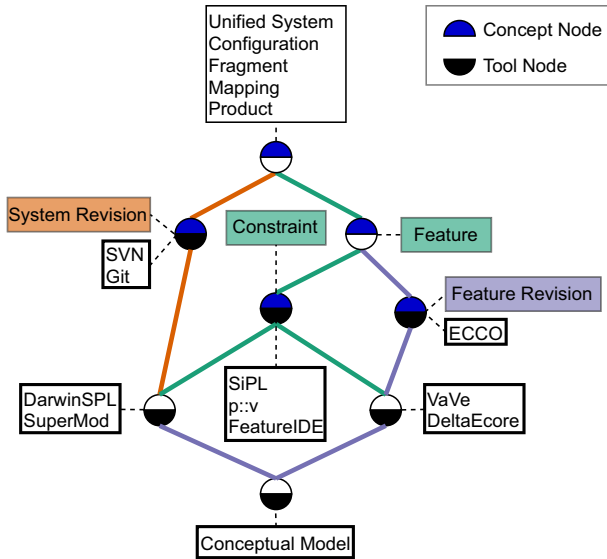 Unified System
Configuration
Fragment
Mapping
Product
Concept Node
Tool Node
System Revision
SVN
Git
Constraint
Feature
Feature Revision
ECCO
DarwinSPL
SuperMod
SiPL
p::v
FeatureIDE
VaVe
DeltaEcore
Conceptual Model